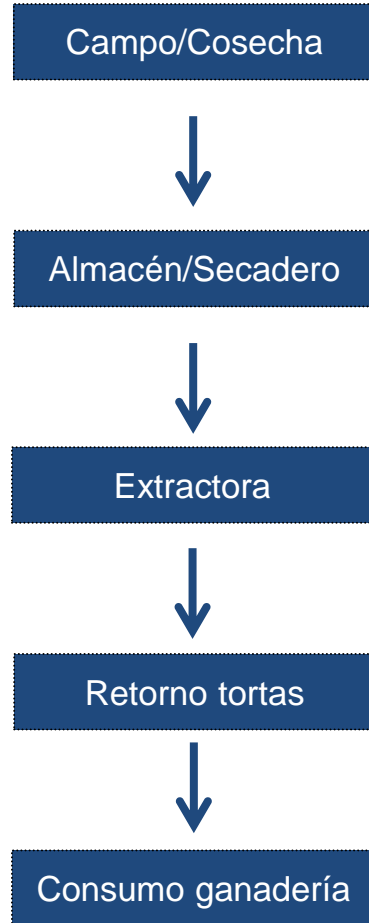 Campo/Cosecha
Almacén/Secadero
Extractora
Retorno tortas
Consumo ganadería